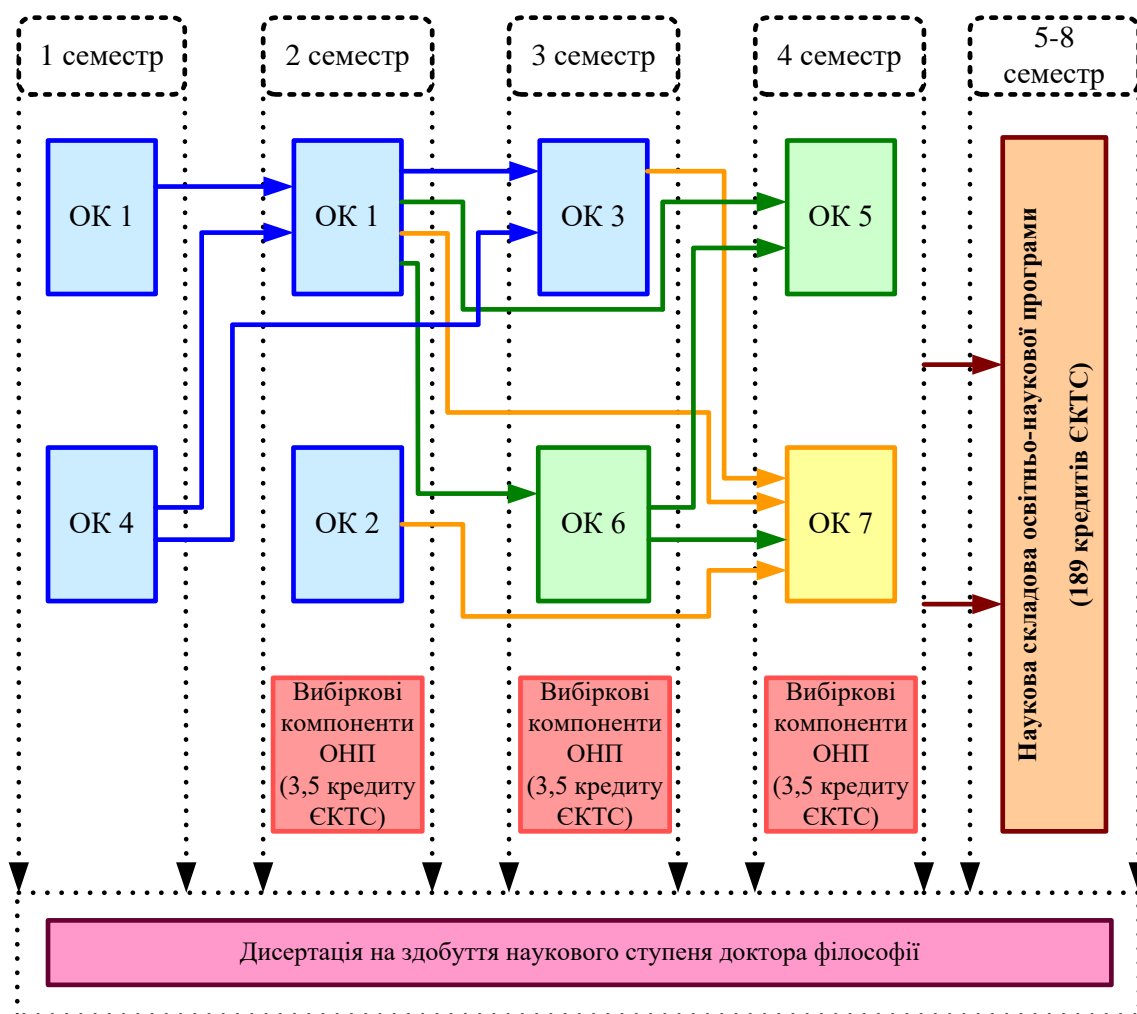 1 семестр
2 семестр
3 семестр
4 семестр
5-8
семестр
ОК 1
ОК 1
ОК 3
ОК 5
ОК 4
ОК 2
ОК 6
ОК 7
Вибіркові
компоненти
ОНП
(3,5 кредиту
ЄКТС)
Вибіркові
компоненти
ОНП
(3,5 кредиту
ЄКТС)
Вибіркові
компоненти
ОНП
(3,5 кредиту
ЄКТС)
Наукова складова освітньо-наукової програми
(189 кредитів ЄКТС)
Дисертація на здобуття наукового ступеня доктора філософії